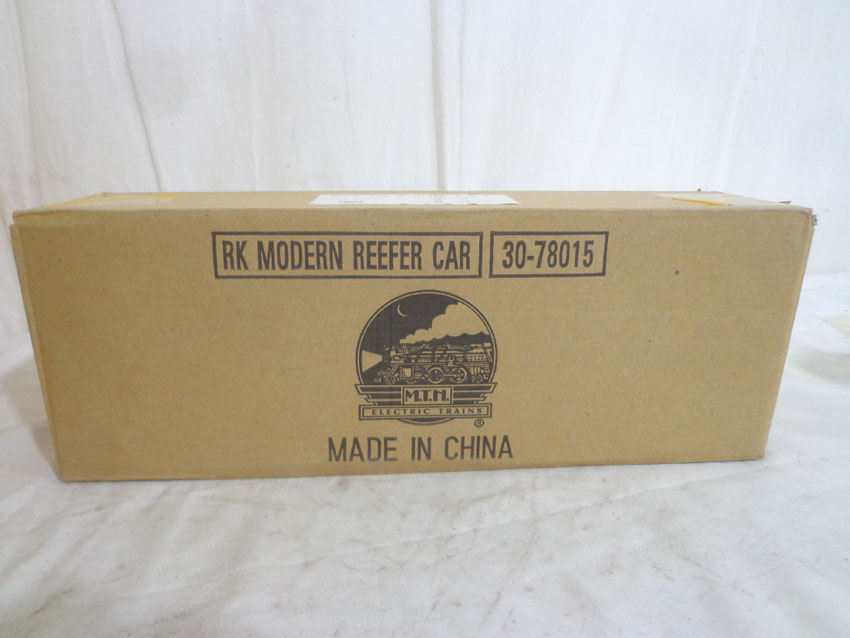 RK MODERN REEFER CAR 30-78015
M.T.H.
ELECTRIC TRAINS
®
MADE IN CHINA